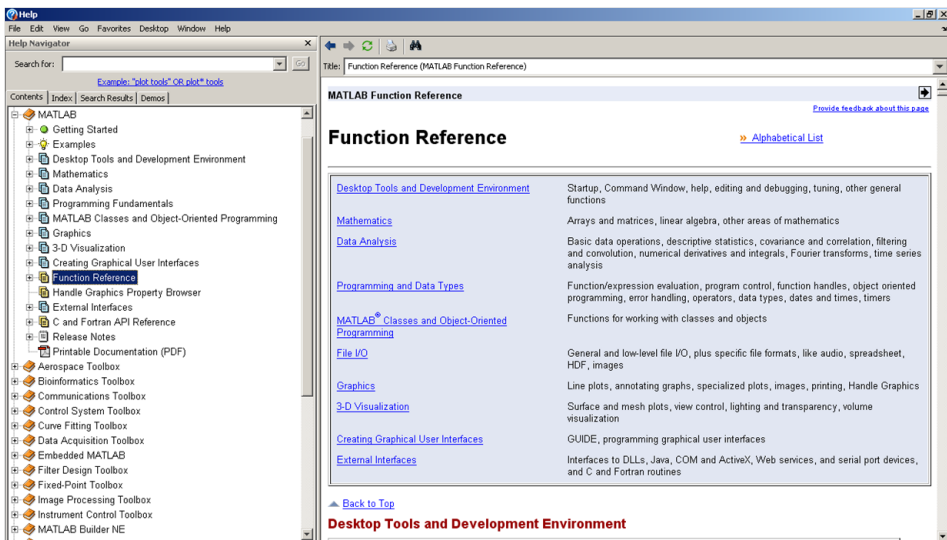 Help
File Edit View Go Favorites Desktop Window Help
Help Navigator
Search for:
Go
Example: "plot tools" OR plot* tools
Contents Index Search Results Demos
MATLAB
Getting Started
Examples
Desktop Tools and Development Environment
Mathematics
Data Analysis
Programming Fundamentals
MATLAB Classes and Object-Oriented Programming
Graphics
3-D Visualization
Creating Graphical User Interfaces
Function Reference
Handle Graphics Property Browser
External Interfaces
C and Fortran API Reference
Release Notes
Printable Documentation (PDF)
Aerospace Toolbox
Bioinformatics Toolbox
Communications Toolbox
Control System Toolbox
Curve Fitting Toolbox
Data Acquisition Toolbox
Embedded MATLAB
Filter Design Toolbox
Fixed-Point Toolbox
Image Processing Toolbox
Instrument Control Toolbox
MATLAB Builder NE
Title: Function Reference (MATLAB Function Reference)
MATLAB Function Reference
Provide feedback about this page
Function Reference
» Alphabetical List
Desktop Tools and Development Environment
Startup, Command Window, help, editing and debugging, tuning, other general
functions
Mathematics
Arrays and matrices, linear algebra, other areas of mathematics
Data Analysis
Basic data operations, descriptive statistics, covariance and correlation, filtering
and convolution, numerical derivatives and integrals, Fourier transforms, time series
analysis
Programming and Data Types
Function/expression evaluation, program control, function handles, object oriented
programming, error handling, operators, data types, dates and times, timers
MATLAB® Classes and Object-Oriented
Programming
Functions for working with classes and objects
File I/O
General and low-level file I/O, plus specific file formats, like audio, spreadsheet,
HDF, images
Graphics
Line plots, annotating graphs, specialized plots, images, printing, Handle Graphics
3-D Visualization
Surface and mesh plots, view control, lighting and transparency, volume
visualization
Creating Graphical User Interfaces
GUIDE, programming graphical user interfaces
External Interfaces
Interfaces to DLLs, Java, COM and ActiveX, Web services, and serial port devices,
and C and Fortran routines
Back to Top
Desktop Tools and Development Environment